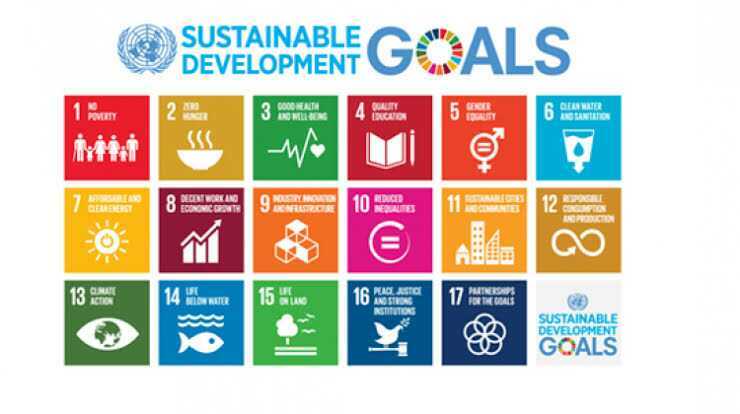 SUSTAINABLE
DEVELOPMENT
GOALS
1 NO
POVERTY
2 ZERO
HUNGER
3 GOOD HEALTH
AND WELL-BEING
4 QUALITY
EDUCATION
5 GENDER
EQUALITY
6 CLEAN WATER
AND SANITATION
7 AFFORDABLE AND
CLEAN ENERGY
8 DECENT WORK AND
ECONOMIC GROWTH
9 INDUSTRY, INNOVATION
AND INFRASTRUCTURE
10 REDUCED
INEQUALITIES
11 SUSTAINABLE CITIES
AND COMMUNITIES
12 RESPONSIBLE
CONSUMPTION
AND PRODUCTION
13 CLIMATE
ACTION
14 LIFE
BELOW WATER
15 LIFE
ON LAND
16 PEACE, JUSTICE
AND STRONG
INSTITUTIONS
17 PARTNERSHIPS
FOR THE GOALS
SUSTAINABLE
DEVELOPMENT
GOALS